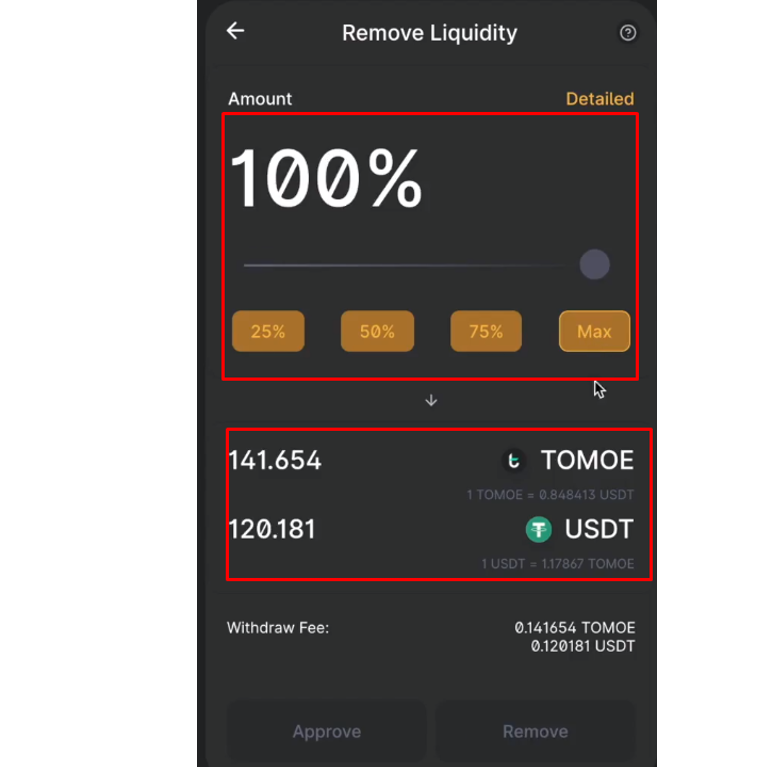 Remove Liquidity
Amount
Detailed
100%
25%
50%
75%
Max
141.654
TOMOE
1 TOMOE = 0.848413 USDT
120.181
USDT
1 USDT = 1.17867 TOMOE
Withdraw Fee:
0.141654 TOMOE
0.120181 USDT
Approve
Remove